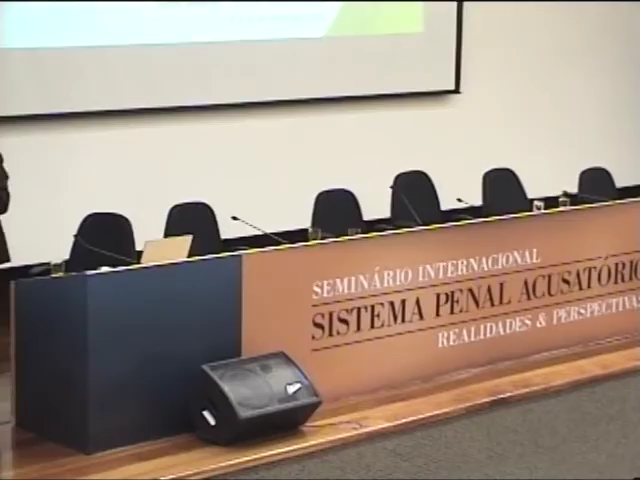 SEMINÁRIO INTERNACIONAL
SISTEMA PENAL ACUSATÓRIO
REALIDADES & PERSPECTIVAS